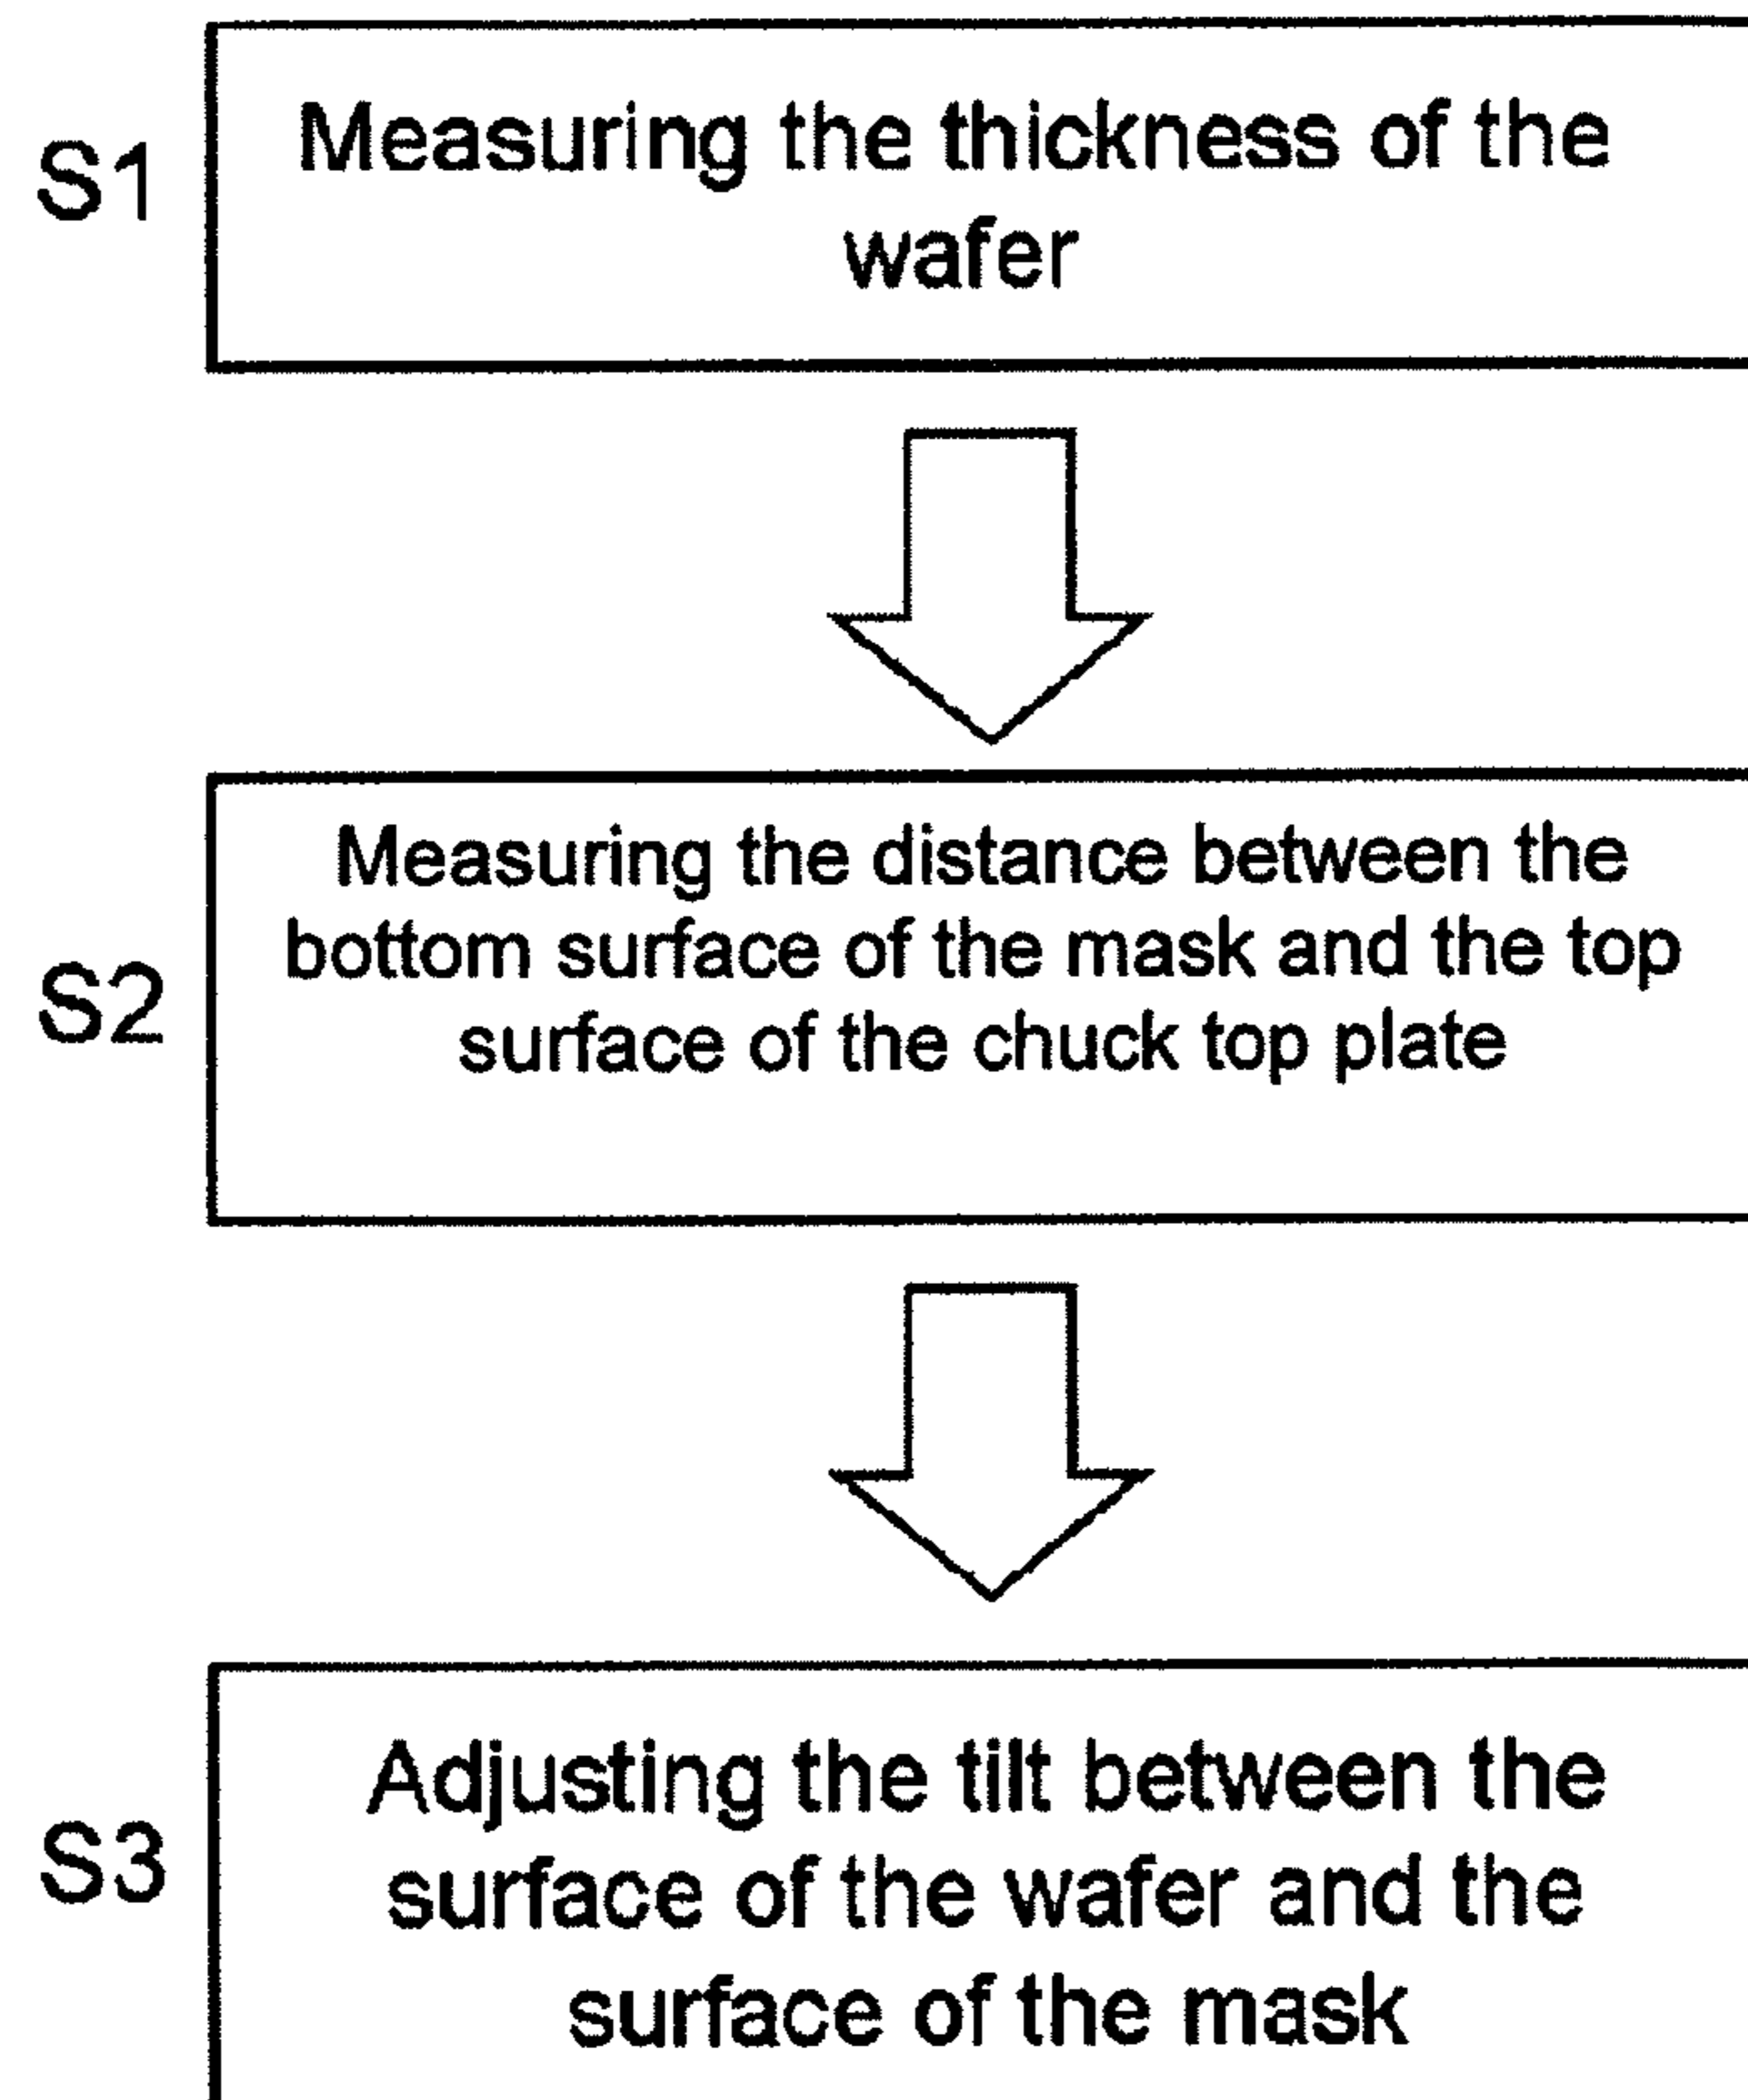 S1
Measuring the thickness of the
wafer
S2
Measuring the distance between the
bottom surface of the mask and the top
surface of the chuck top plate
S3
Adjusting the tilt between the
surface of the wafer and the
surface of the mask